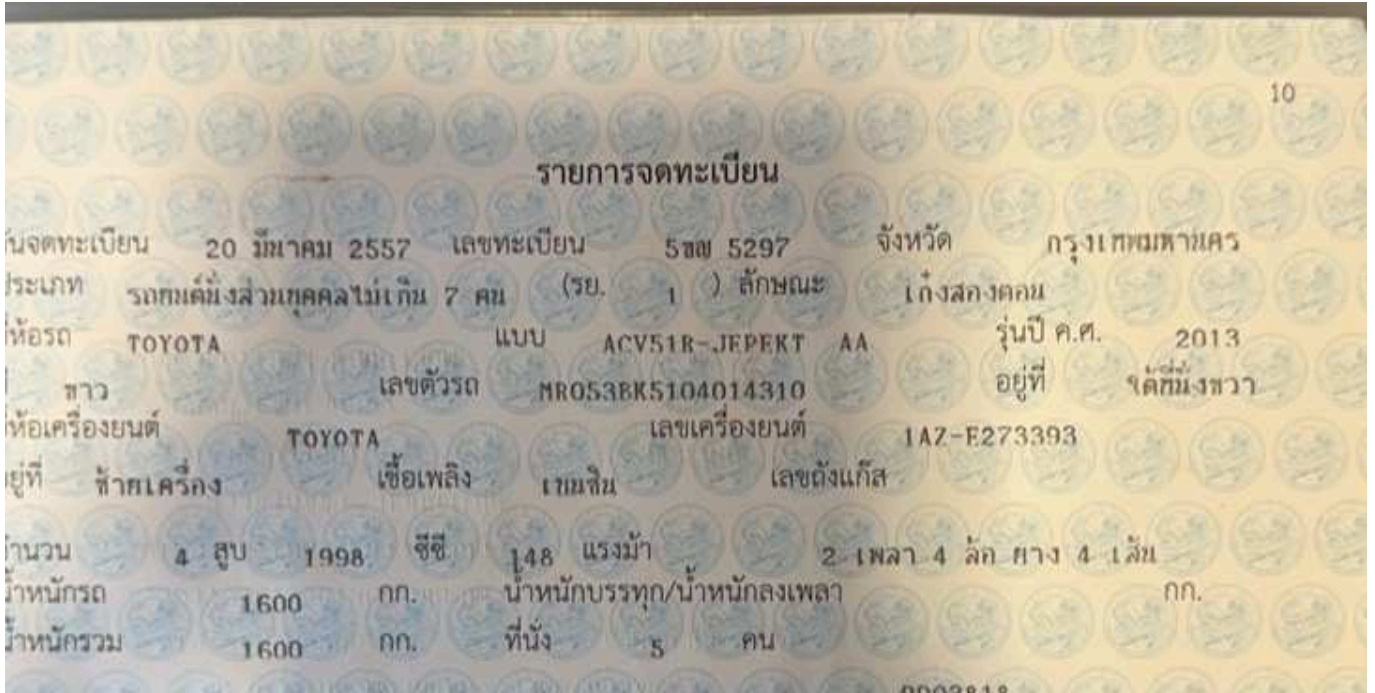 10
รายการจดทะเบียน
วันจดทะเบียน 20 มีนาคม 2557 เลขทะเบียน 5ขญ 5297 จังหวัด กรุงเทพมหานคร
ประเภท รถยนต์นั่งส่วนบุคคลไม่เกิน 7 คน (รย. 1 ) ลักษณะ เก๋งสองตอน
ยี่ห้อรถ TOYOTA แบบ ACV51R-JEPEKT AA รุ่นปี ค.ศ. 2013
สี ขาว เลขตัวรถ MR053BK5104014310 อยู่ที่ ใต้ที่นั่งขวา
ยี่ห้อเครื่องยนต์ TOYOTA เลขเครื่องยนต์ 1AZ-E273393
อยู่ที่ ซ้ายเครื่อง เชื้อเพลิง เบนซิน เลขถังแก๊ส
จำนวน 4 สูบ 1998 ซีซี 148 แรงม้า 2 เพลา 4 ล้อ ยาง 4 เส้น
น้ำหนักรถ 1600 กก. น้ำหนักบรรทุก/น้ำหนักลงเพลา กก.
น้ำหนักรวม 1600 กก. ที่นั่ง 5 คน